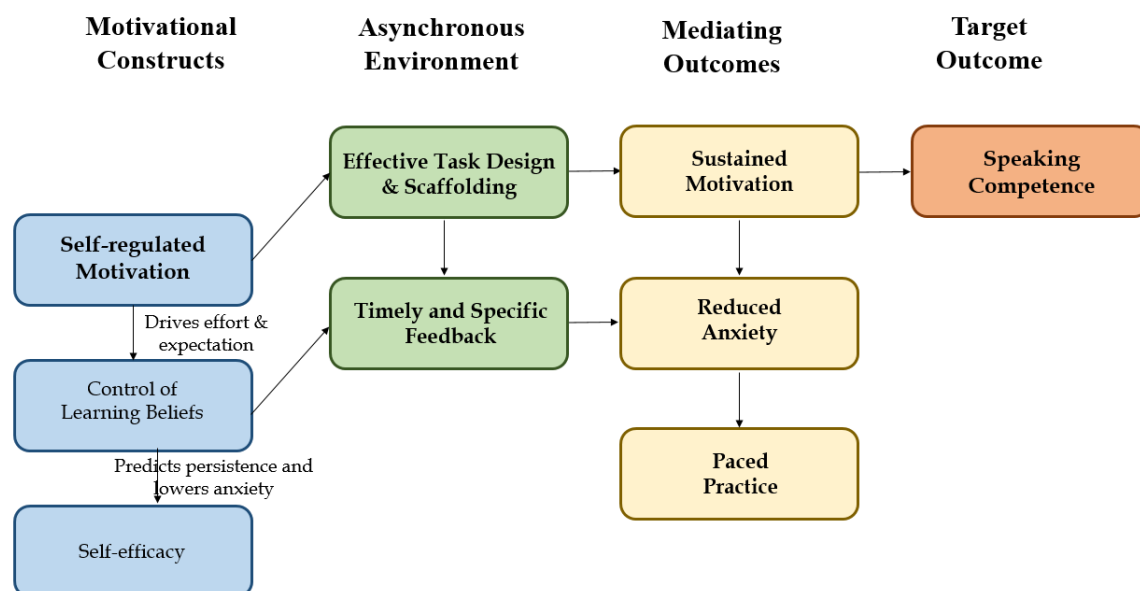 Motivational
Constructs
Asynchronous
Environment
Mediating
Outcomes
Target
Outcome
Effective Task Design
& Scaffolding
Sustained
Motivation
Speaking
Competence
Self-regulated
Motivation
Drives effort &
expectation
Timely and Specific
Feedback
Reduced
Anxiety
Control of
Learning Beliefs
Predicts persistence and
lowers anxiety
Paced
Practice
Self-efficacy